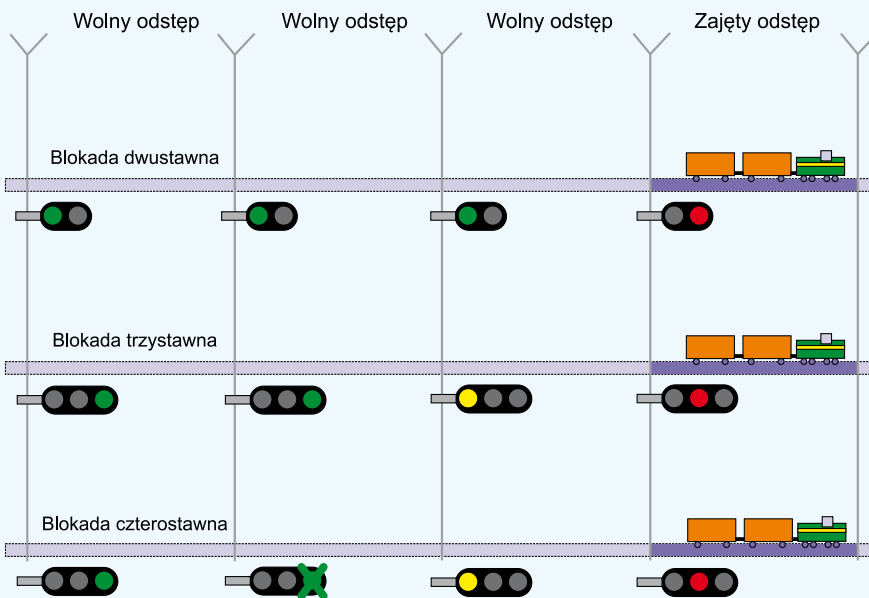 Wolny odstęp
Wolny odstęp
Wolny odstęp
Zajęty odstęp
Blokada dwustawna
Blokada trzystawna
Blokada czterostawna